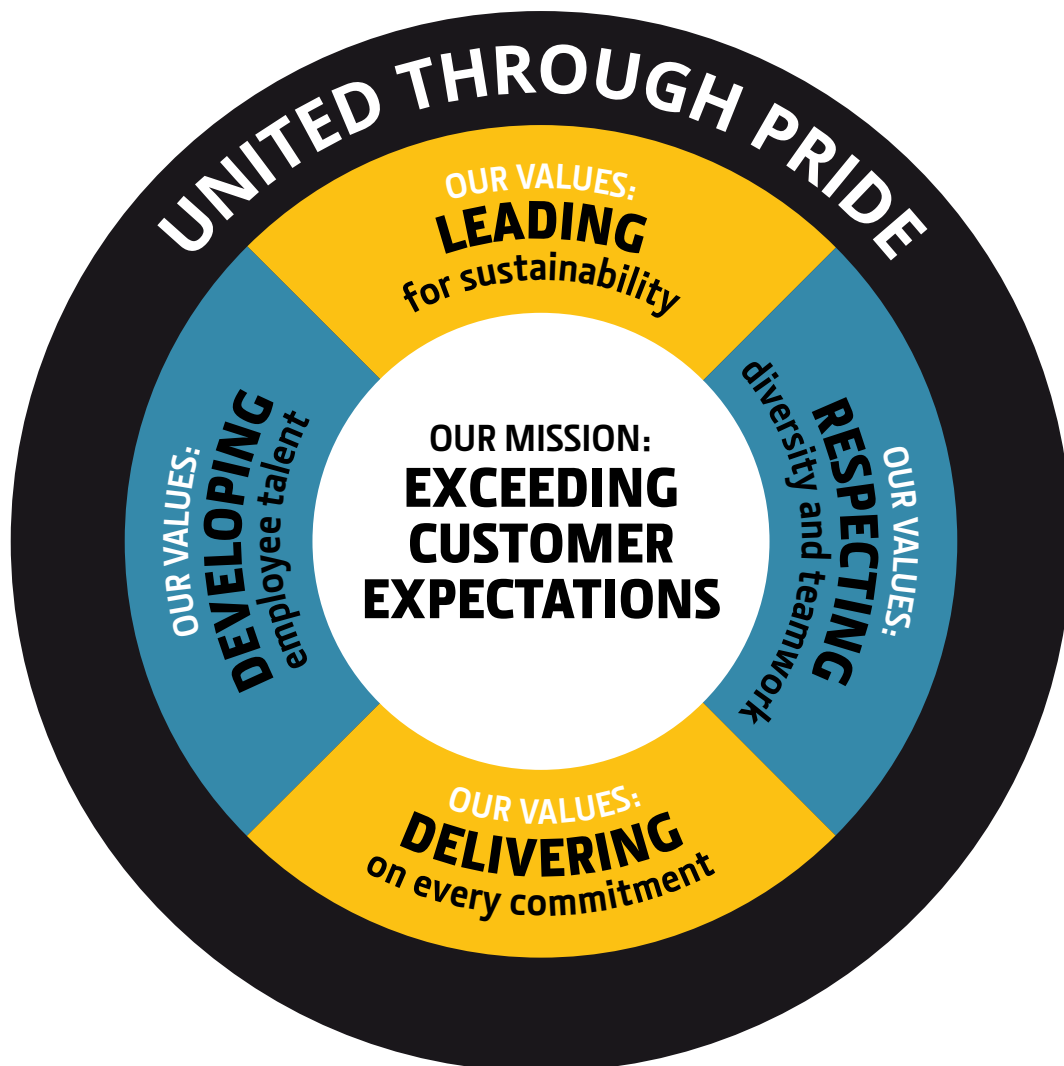 UNITED THROUGH PRIDE
OUR VALUES:
LEADING
for sustainability
OUR VALUES:
DEVELOPING
employee talent
OUR MISSION:
EXCEEDING
CUSTOMER
EXPECTATIONS
OUR VALUES:
RESPECTING
diversity and teamwork
OUR VALUES:
DELIVERING
on every commitment